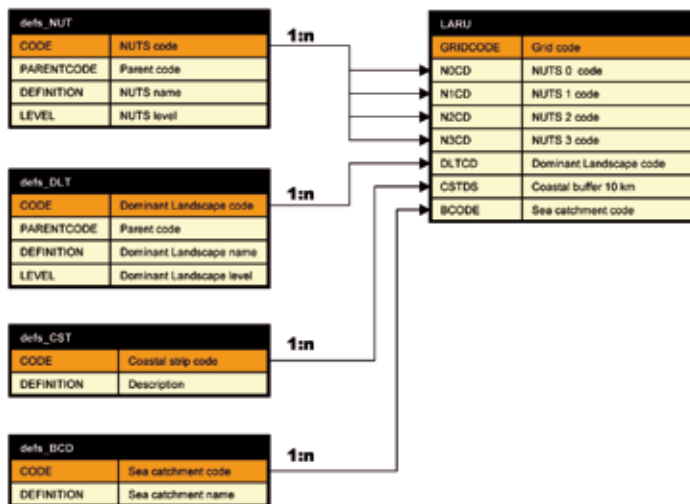 defs_NUT
CODE NUTS code
PARENTCODE Parent code
DEFINITION NUTS name
LEVEL NUTS level
1:n
LARU
GRIDCODE Grid code
N0CD NUTS 0 code
N1CD NUTS 1 code
N2CD NUTS 2 code
N3CD NUTS 3 code
DLTCD Dominant Landscape code
CSTDS Coastal buffer 10 km
BCODE Sea catchment code
defs_DLT
CODE Dominant Landscape code
PARENTCODE Parent code
DEFINITION Dominant Landscape name
LEVEL Dominant Landscape level
1:n
defs_CST
CODE Coastal strip code
DEFINITION Description
1:n
defs_BCD
CODE Sea catchment code
DEFINITION Sea catchment name
1:n